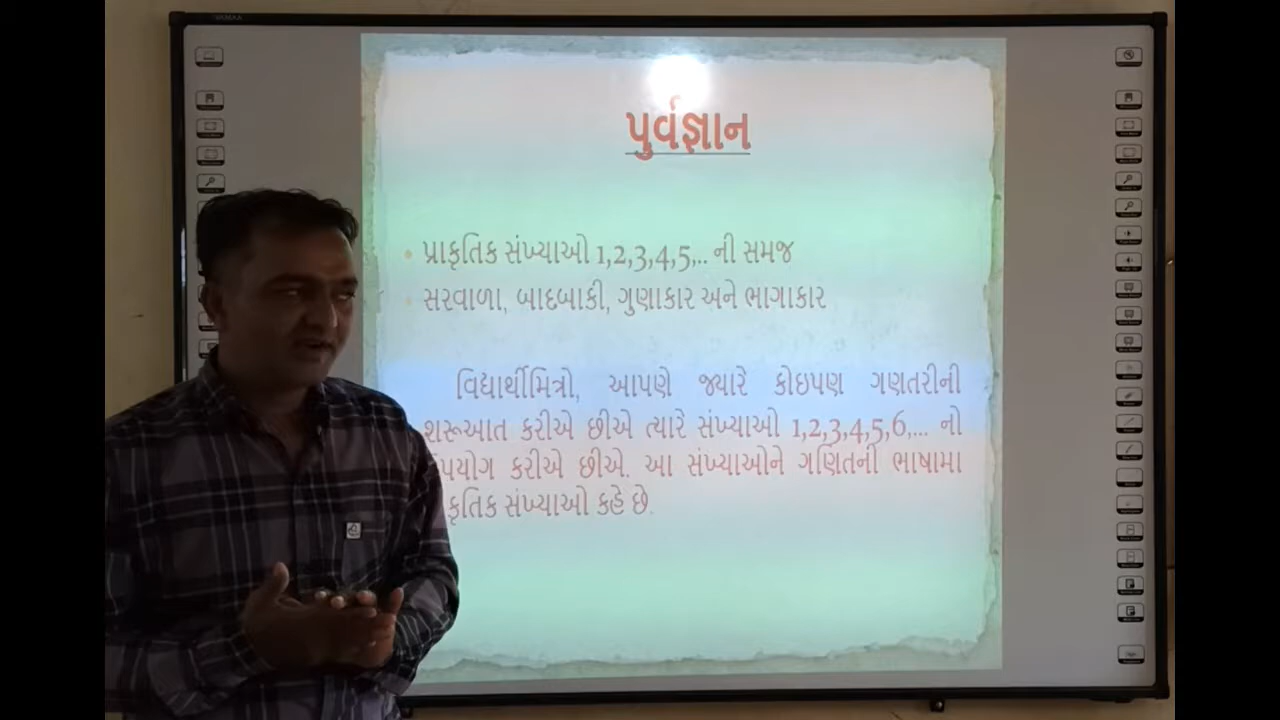 પુર્વજ્ઞાન
• પ્રાકૃતિક સંખ્યાઓ 1,2,3,4,5,.. ની સમજ
• સરવાળા, બાદબાકી, ગુણાકાર અને ભાગાકાર
વિદ્યાર્થીમિત્રો, આપણે જ્યારે કોઇપણ ગણતરીની
શરૂઆત કરીએ છીએ ત્યારે સંખ્યાઓ 1,2,3,4,5,6,... નો
પયોગ કરીએ છીએ. આ સંખ્યાઓને ગણિતની ભાષામા
કૃતિક સંખ્યાઓ કહે છે.